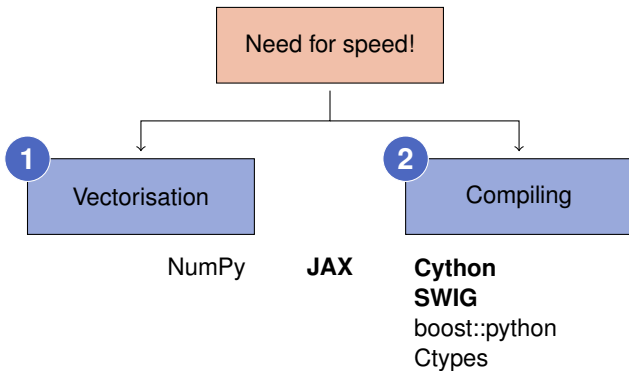 Need for speed!
1
2
Vectorisation
Compiling
NumPy JAX Cython
SWIG
boost::python
Ctypes